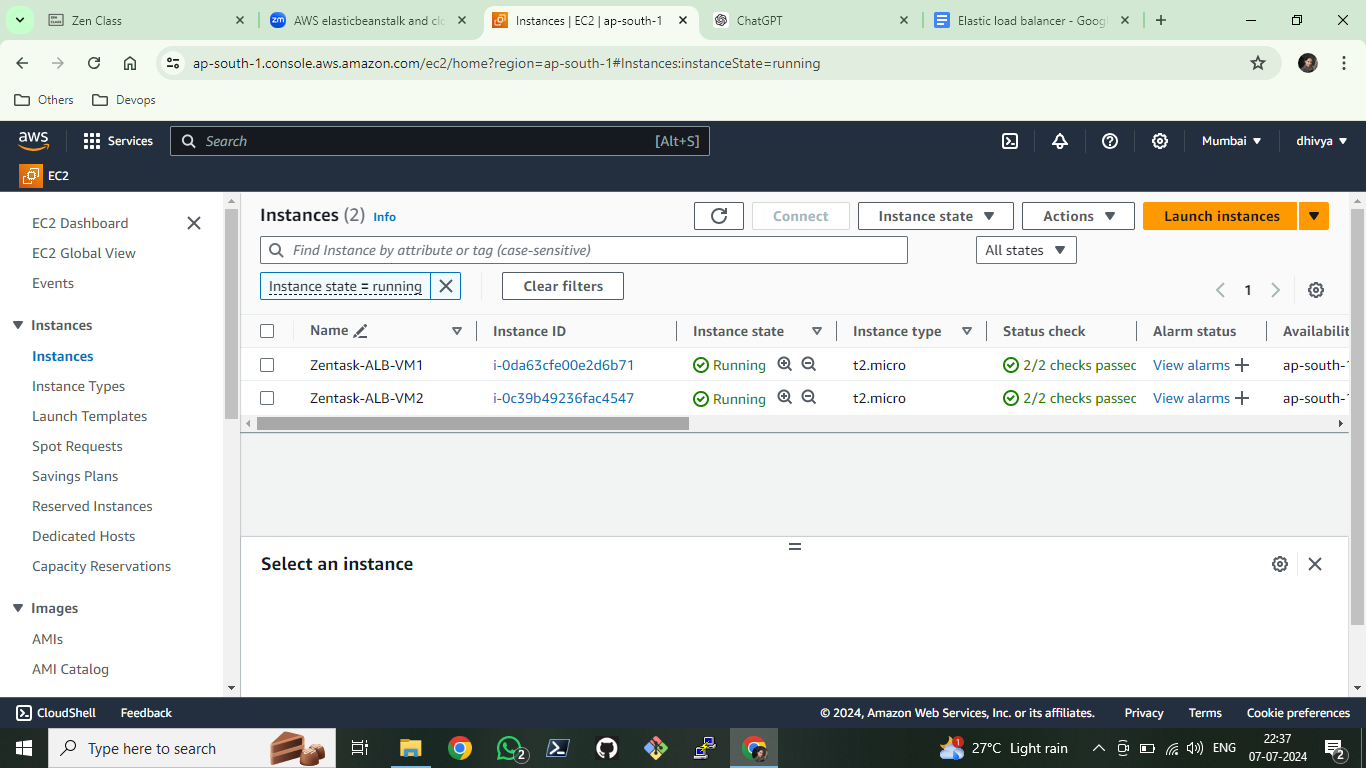 Zen Class
zm
AWS elasticbeanstalk and clo
Instances | EC2 | ap-south-1
ChatGPT
Elastic load balancer - Googl
ap-south-1.console.aws.amazon.com/ec2/home?region=ap-south-1#Instances:instanceState=running
Others
Devops
aws
Services
Search
[Alt+S]
Mumbai
dhivya
EC2
EC2 Dashboard
EC2 Global View
Events
Instances
Instances
Instance Types
Launch Templates
Spot Requests
Savings Plans
Reserved Instances
Dedicated Hosts
Capacity Reservations
Images
AMIs
AMI Catalog
Instances (2) Info
Connect
Instance state
Actions
Launch instances
Find Instance by attribute or tag (case-sensitive)
All states
Instance state = running
Clear filters
1
Name Instance ID Instance state Instance type Status check Alarm status Availabilit
Zentask-ALB-VM1 i-0da63cfe00e2d6b71 Running t2.micro 2/2 checks passec View alarms + ap-south-1
Zentask-ALB-VM2 i-0c39b49236fac4547 Running t2.micro 2/2 checks passec View alarms + ap-south-1
Select an instance
CloudShell Feedback © 2024, Amazon Web Services, Inc. or its affiliates. Privacy Terms Cookie preferences
Type here to search
2
1
27°C Light rain
ENG
22:37
07-07-2024
2